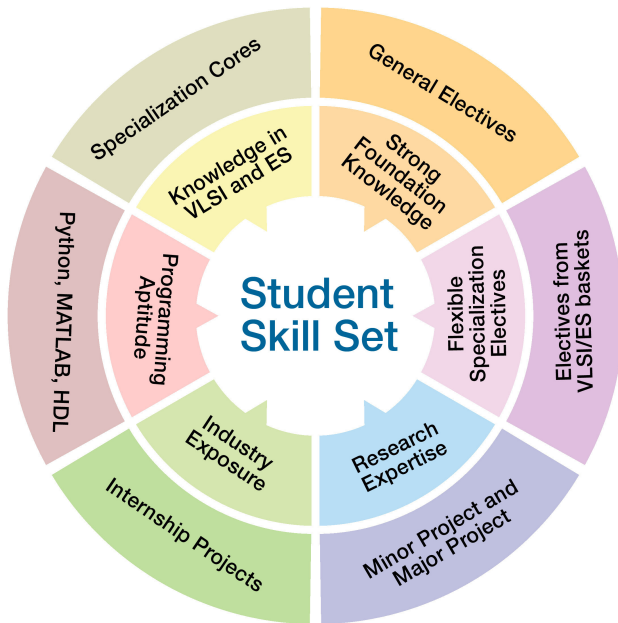 Specialization Cores
General Electives
Knowledge in
VLSI and ES
Strong
Foundation
Knowledge
Python, MATLAB, HDL
Programming
Aptitude
Student
Skill Set
Flexible
Specialization
Electives
Electives from
VLSI/ES baskets
Industry
Exposure
Research
Expertise
Internship Projects
Minor Project and
Major Project